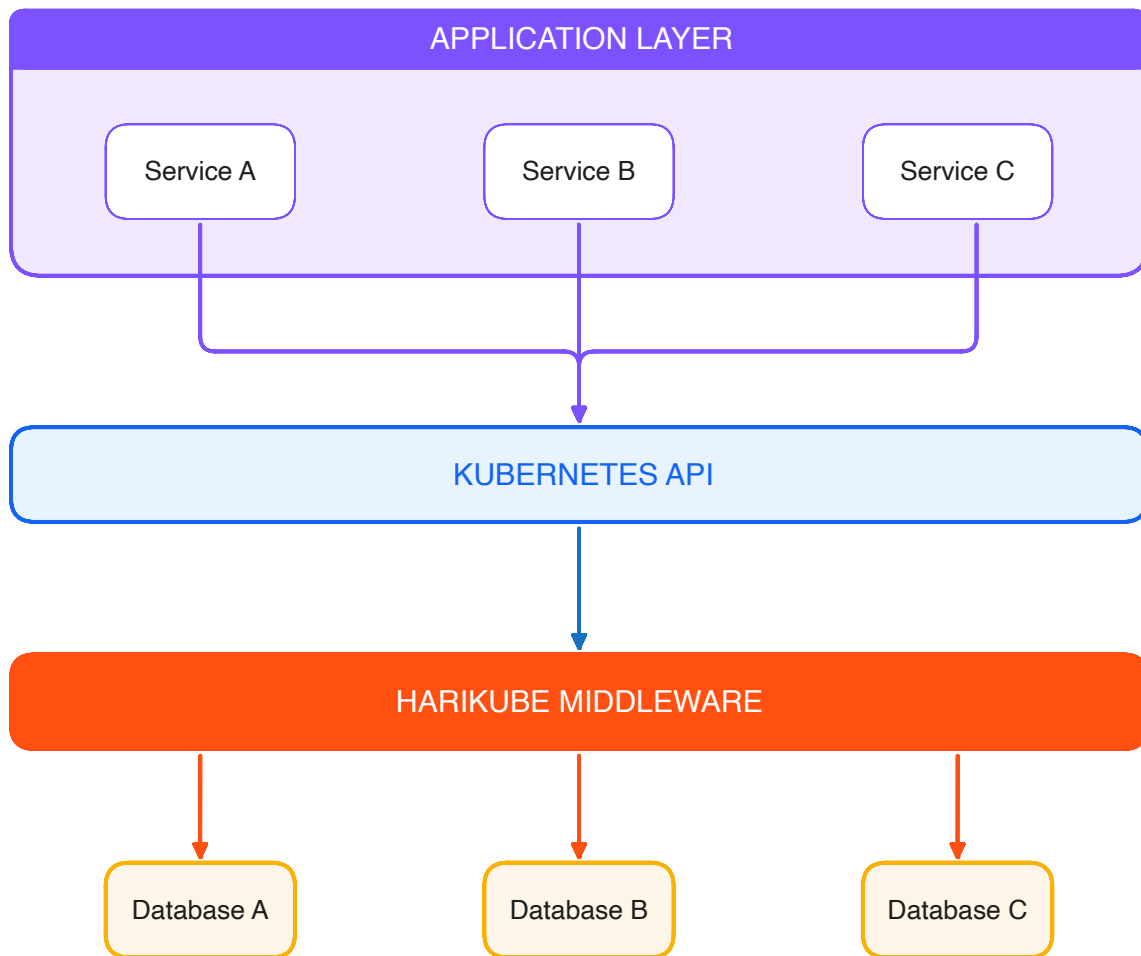 APPLICATION LAYER
Service A
Service B
Service C
KUBERNETES API
HARIKUBE MIDDLEWARE
Database A
Database B
Database C